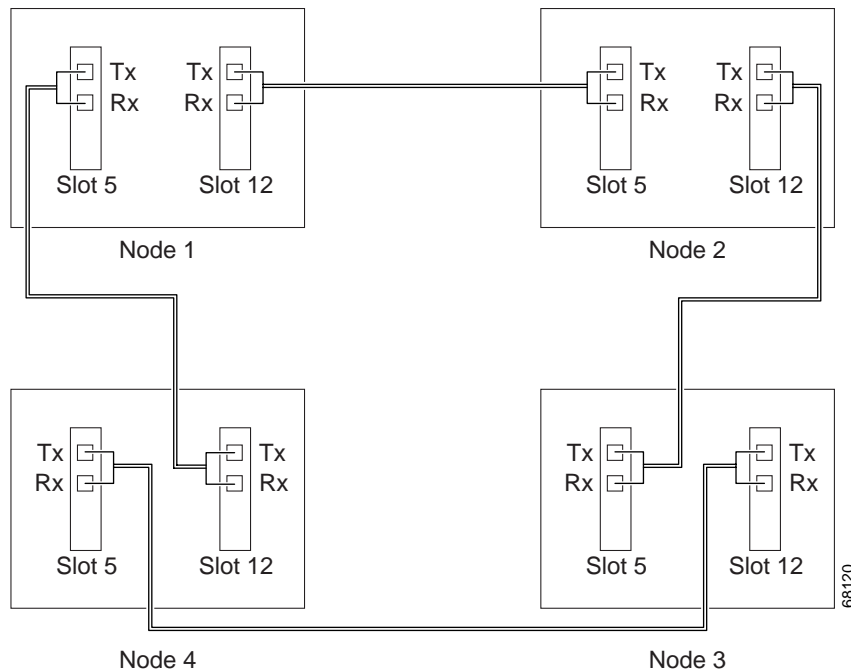 Tx Tx Tx Tx
Rx Rx Rx Rx
Slot 5 Slot 12 Slot 5 Slot 12
Node 1 Node 2
Tx Tx Tx Tx
Rx Rx Rx Rx
Slot 5 Slot 12 Slot 5 Slot 12
68120
Node 4 Node 3